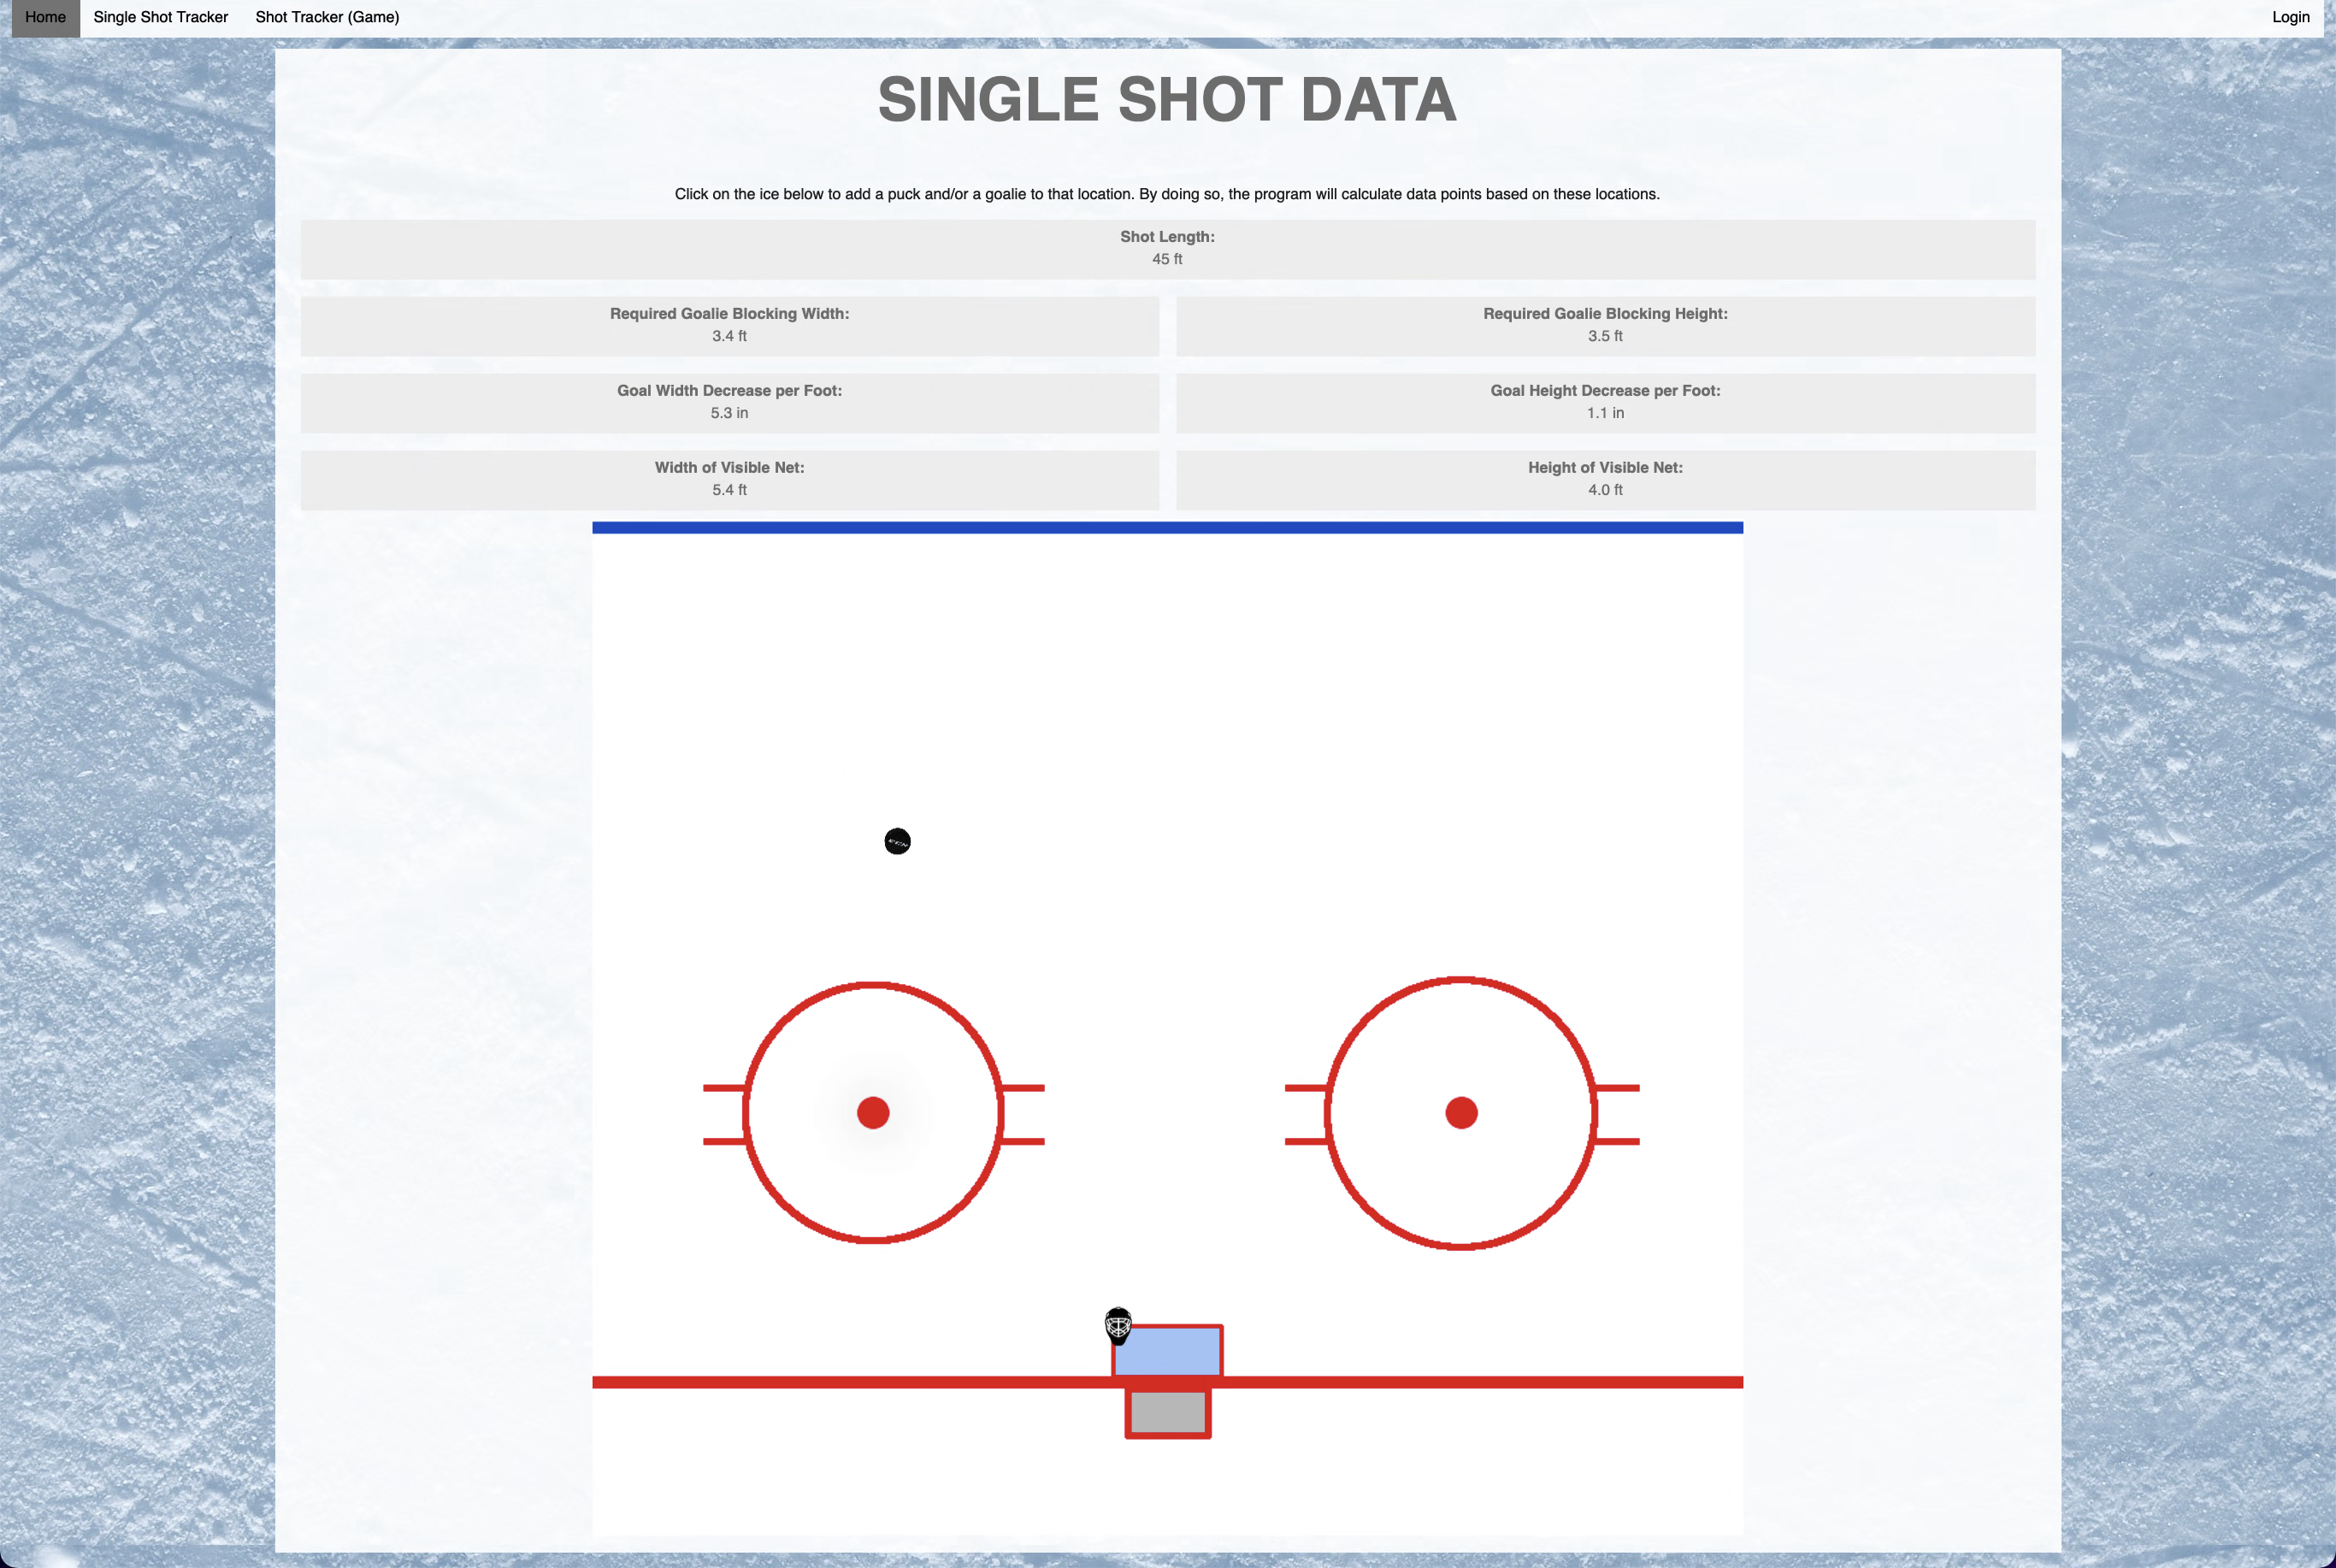 Home Single Shot Tracker Shot Tracker (Game) Login
SINGLE SHOT DATA
Click on the ice below to add a puck and/or a goalie to that location. By doing so, the program will calculate data points based on these locations.
Shot Length:
45 ft
Required Goalie Blocking Width:
3.4 ft
Required Goalie Blocking Height:
3.5 ft
Goal Width Decrease per Foot:
5.3 in
Goal Height Decrease per Foot:
1.1 in
Width of Visible Net:
5.4 ft
Height of Visible Net:
4.0 ft